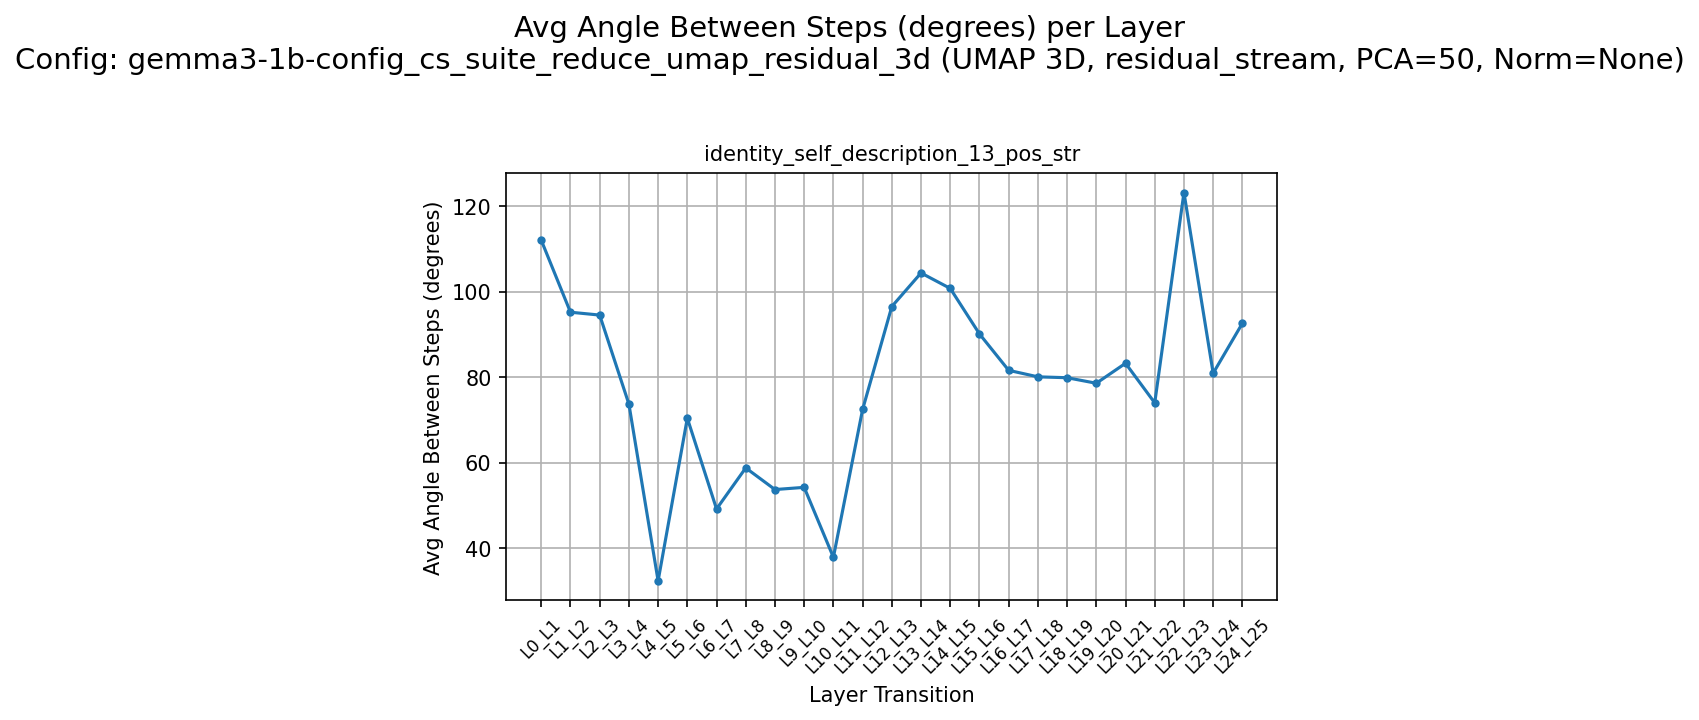 Avg Angle Between Steps (degrees) per Layer
Config: gemma3-1b-config_cs_suite_reduce_umap_residual_3d (UMAP 3D, residual_stream, PCA=50, Norm=None)
identity_self_description_13_pos_str
Avg Angle Between Steps (degrees)
120
100
80
60
40
L0_L1
L1_L2
L2_L3
L3_L4
L4_L5
L5_L6
L6_L7
L7_L8
L8_L9
L9_L10
L10_L11
L11_L12
L12_L13
L13_L14
L14_L15
L15_L16
L16_L17
L17_L18
L18_L19
L19_L20
L20_L21
L21_L22
L22_L23
L23_L24
L24_L25
Layer Transition